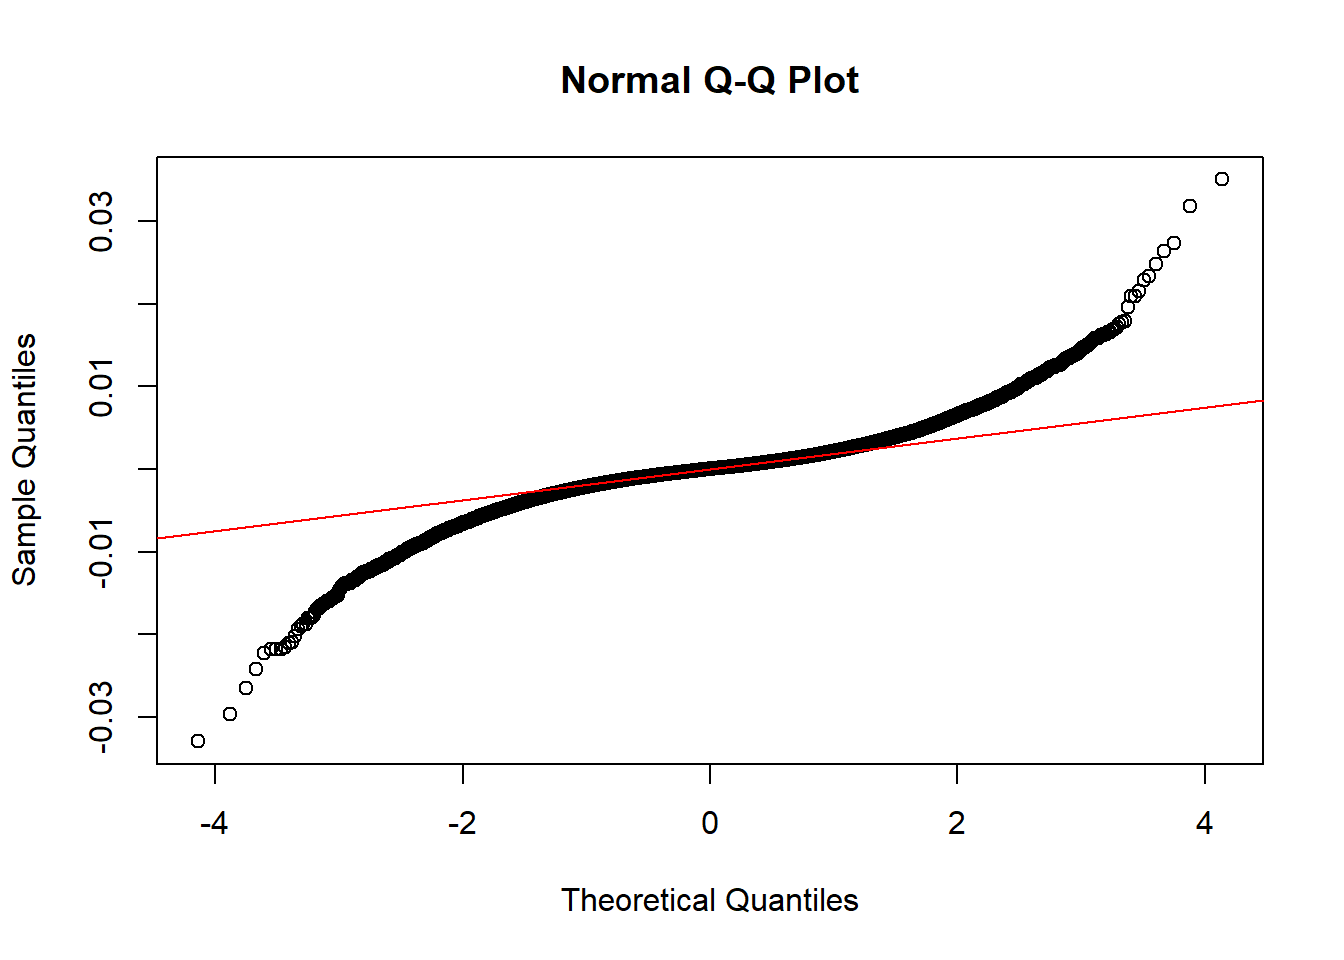 Normal Q-Q Plot
Sample Quantiles
0.03
0.01
-0.01
-0.03
-4 -2 0 2 4
Theoretical Quantiles